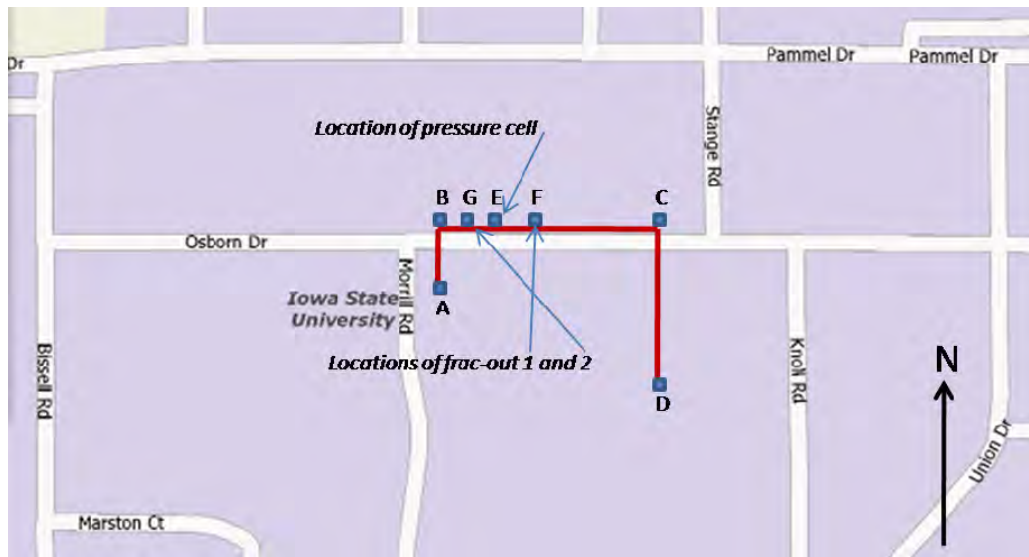 Dr
Pammel Dr
Pammel Dr
Stange Rd
Location of pressure cell
B G E F C
Osborn Dr
Morrill Rd
A
Iowa State
University
Locations of frac-out 1 and 2
N
Bissell Rd
Knoll Rd
D
Union Dr
Marston Ct